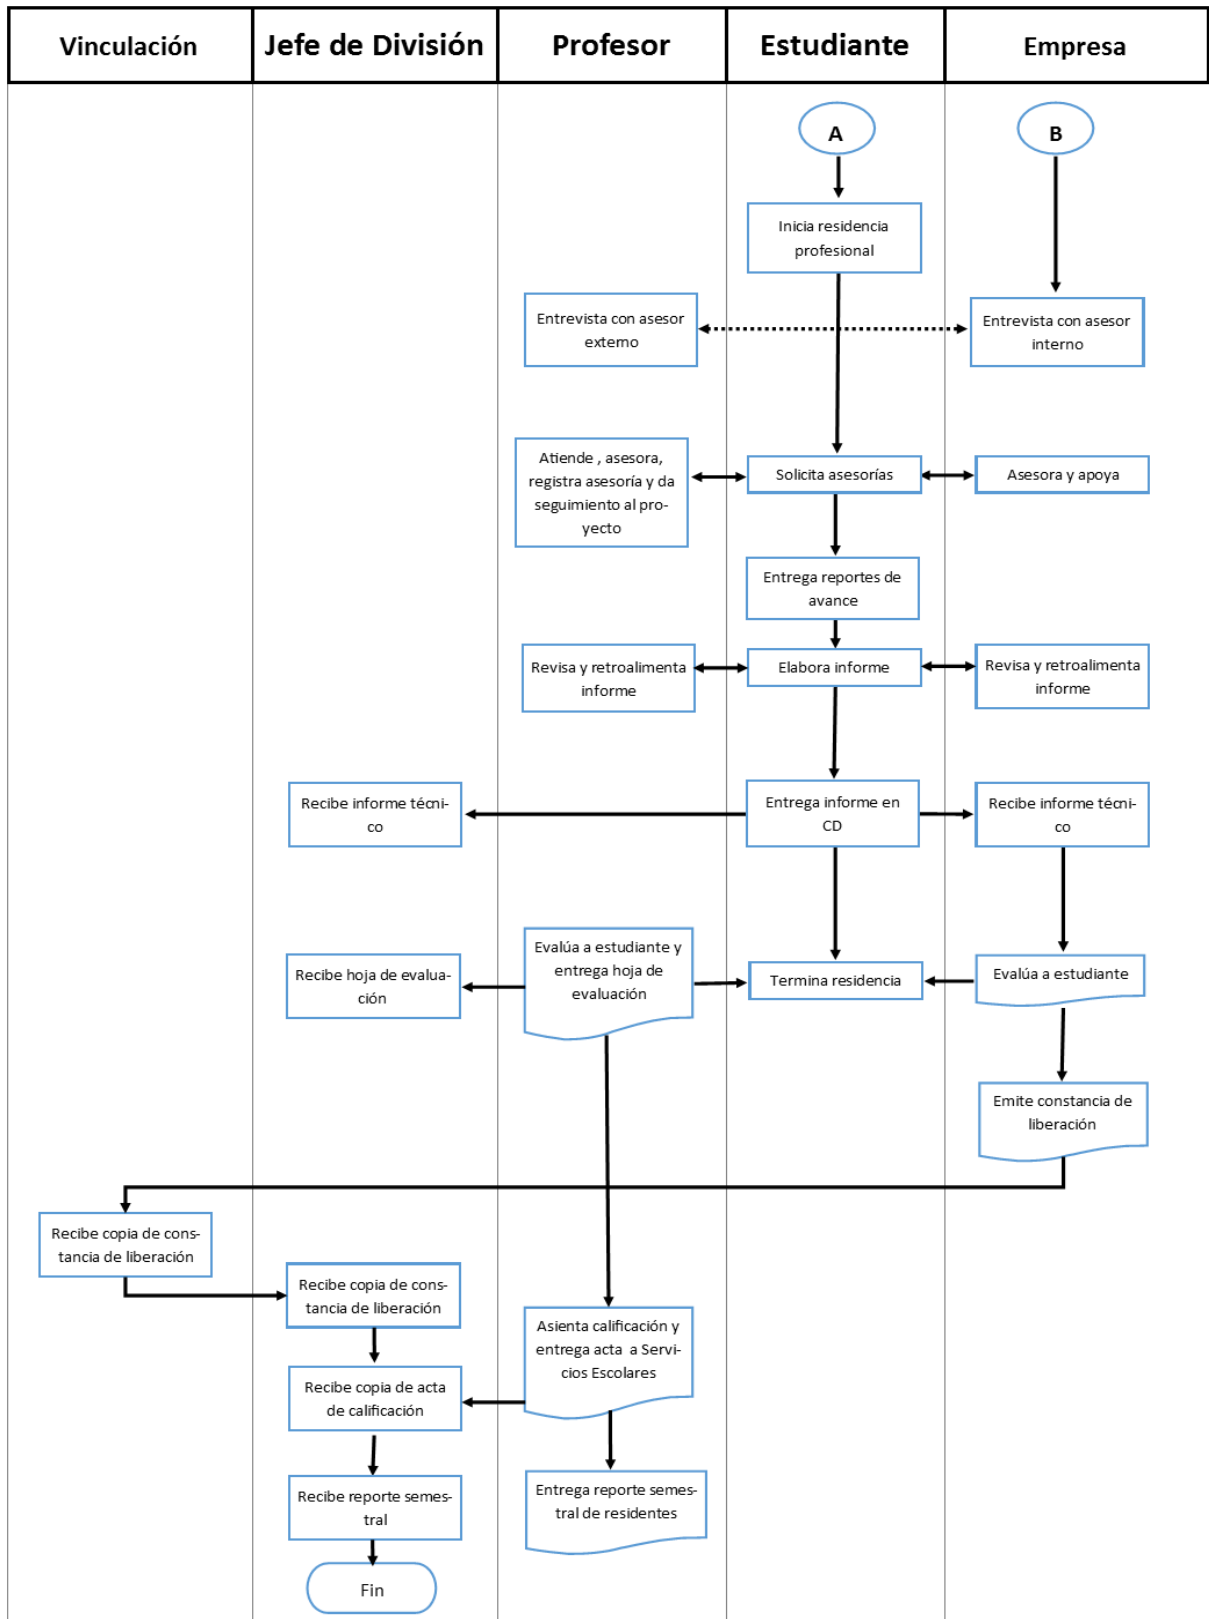 Vinculación
Jefe de División
Profesor
Estudiante
Empresa
A
B
Inicia residencia
profesional
Entrevista con asesor
externo
Entrevista con asesor
interno
Atiende , asesora,
registra asesoría y da
seguimiento al pro-
yecto
Solicita asesorías
Asesora y apoya
Entrega reportes de
avance
Revisa y retroalimenta
informe
Elabora informe
Revisa y retroalimenta
informe
Recibe informe técni-
co
Entrega informe en
CD
Recibe informe técni-
co
Recibe hoja de evalua-
ción
Evalúa a estudiante y
entrega hoja de
evaluación
Termina residencia
Evalúa a estudiante
Emite constancia de
liberación
Recibe copia de cons-
tancia de liberación
Recibe copia de cons-
tancia de liberación
Asienta calificación y
entrega acta a Servi-
cios Escolares
Recibe copia de acta
de calificación
Recibe reporte semes-
tral
Entrega reporte semes-
tral de residentes
Fin